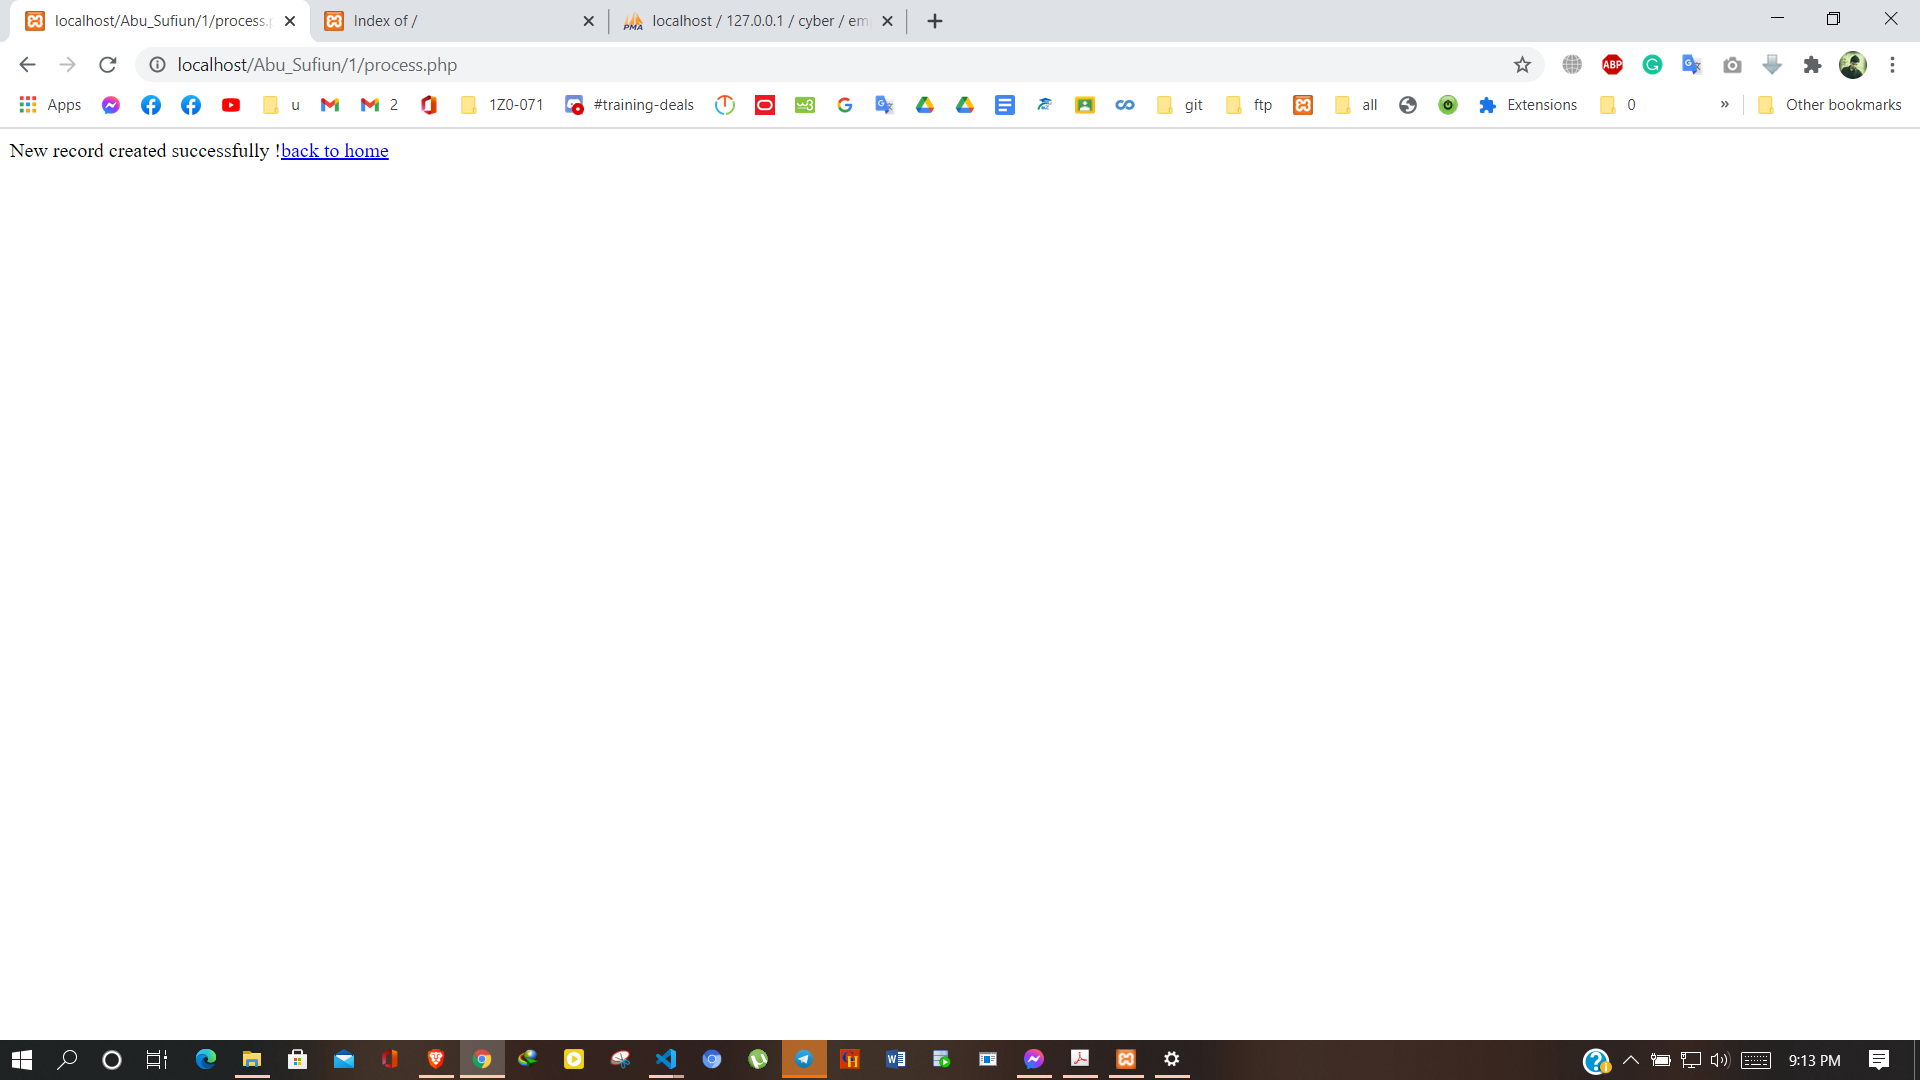 localhost/Abu_Sufiun/1/process.p
Index of /
PMA
localhost / 127.0.0.1 / cyber / em
localhost/Abu_Sufiun/1/process.php
ABP
Apps
u
2
1Z0-071
#training-deals
git
ftp
all
Extensions
0
»
Other bookmarks
New record created successfully !back to home
9:13 PM